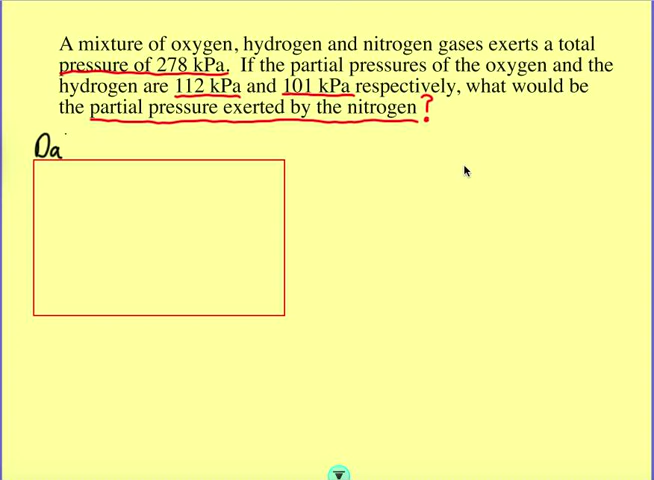 A mixture of oxygen, hydrogen and nitrogen gases exerts a total
pressure of 278 kPa. If the partial pressures of the oxygen and the
hydrogen are 112 kPa and 101 kPa respectively, what would be
the partial pressure exerted by the nitrogen?
Da